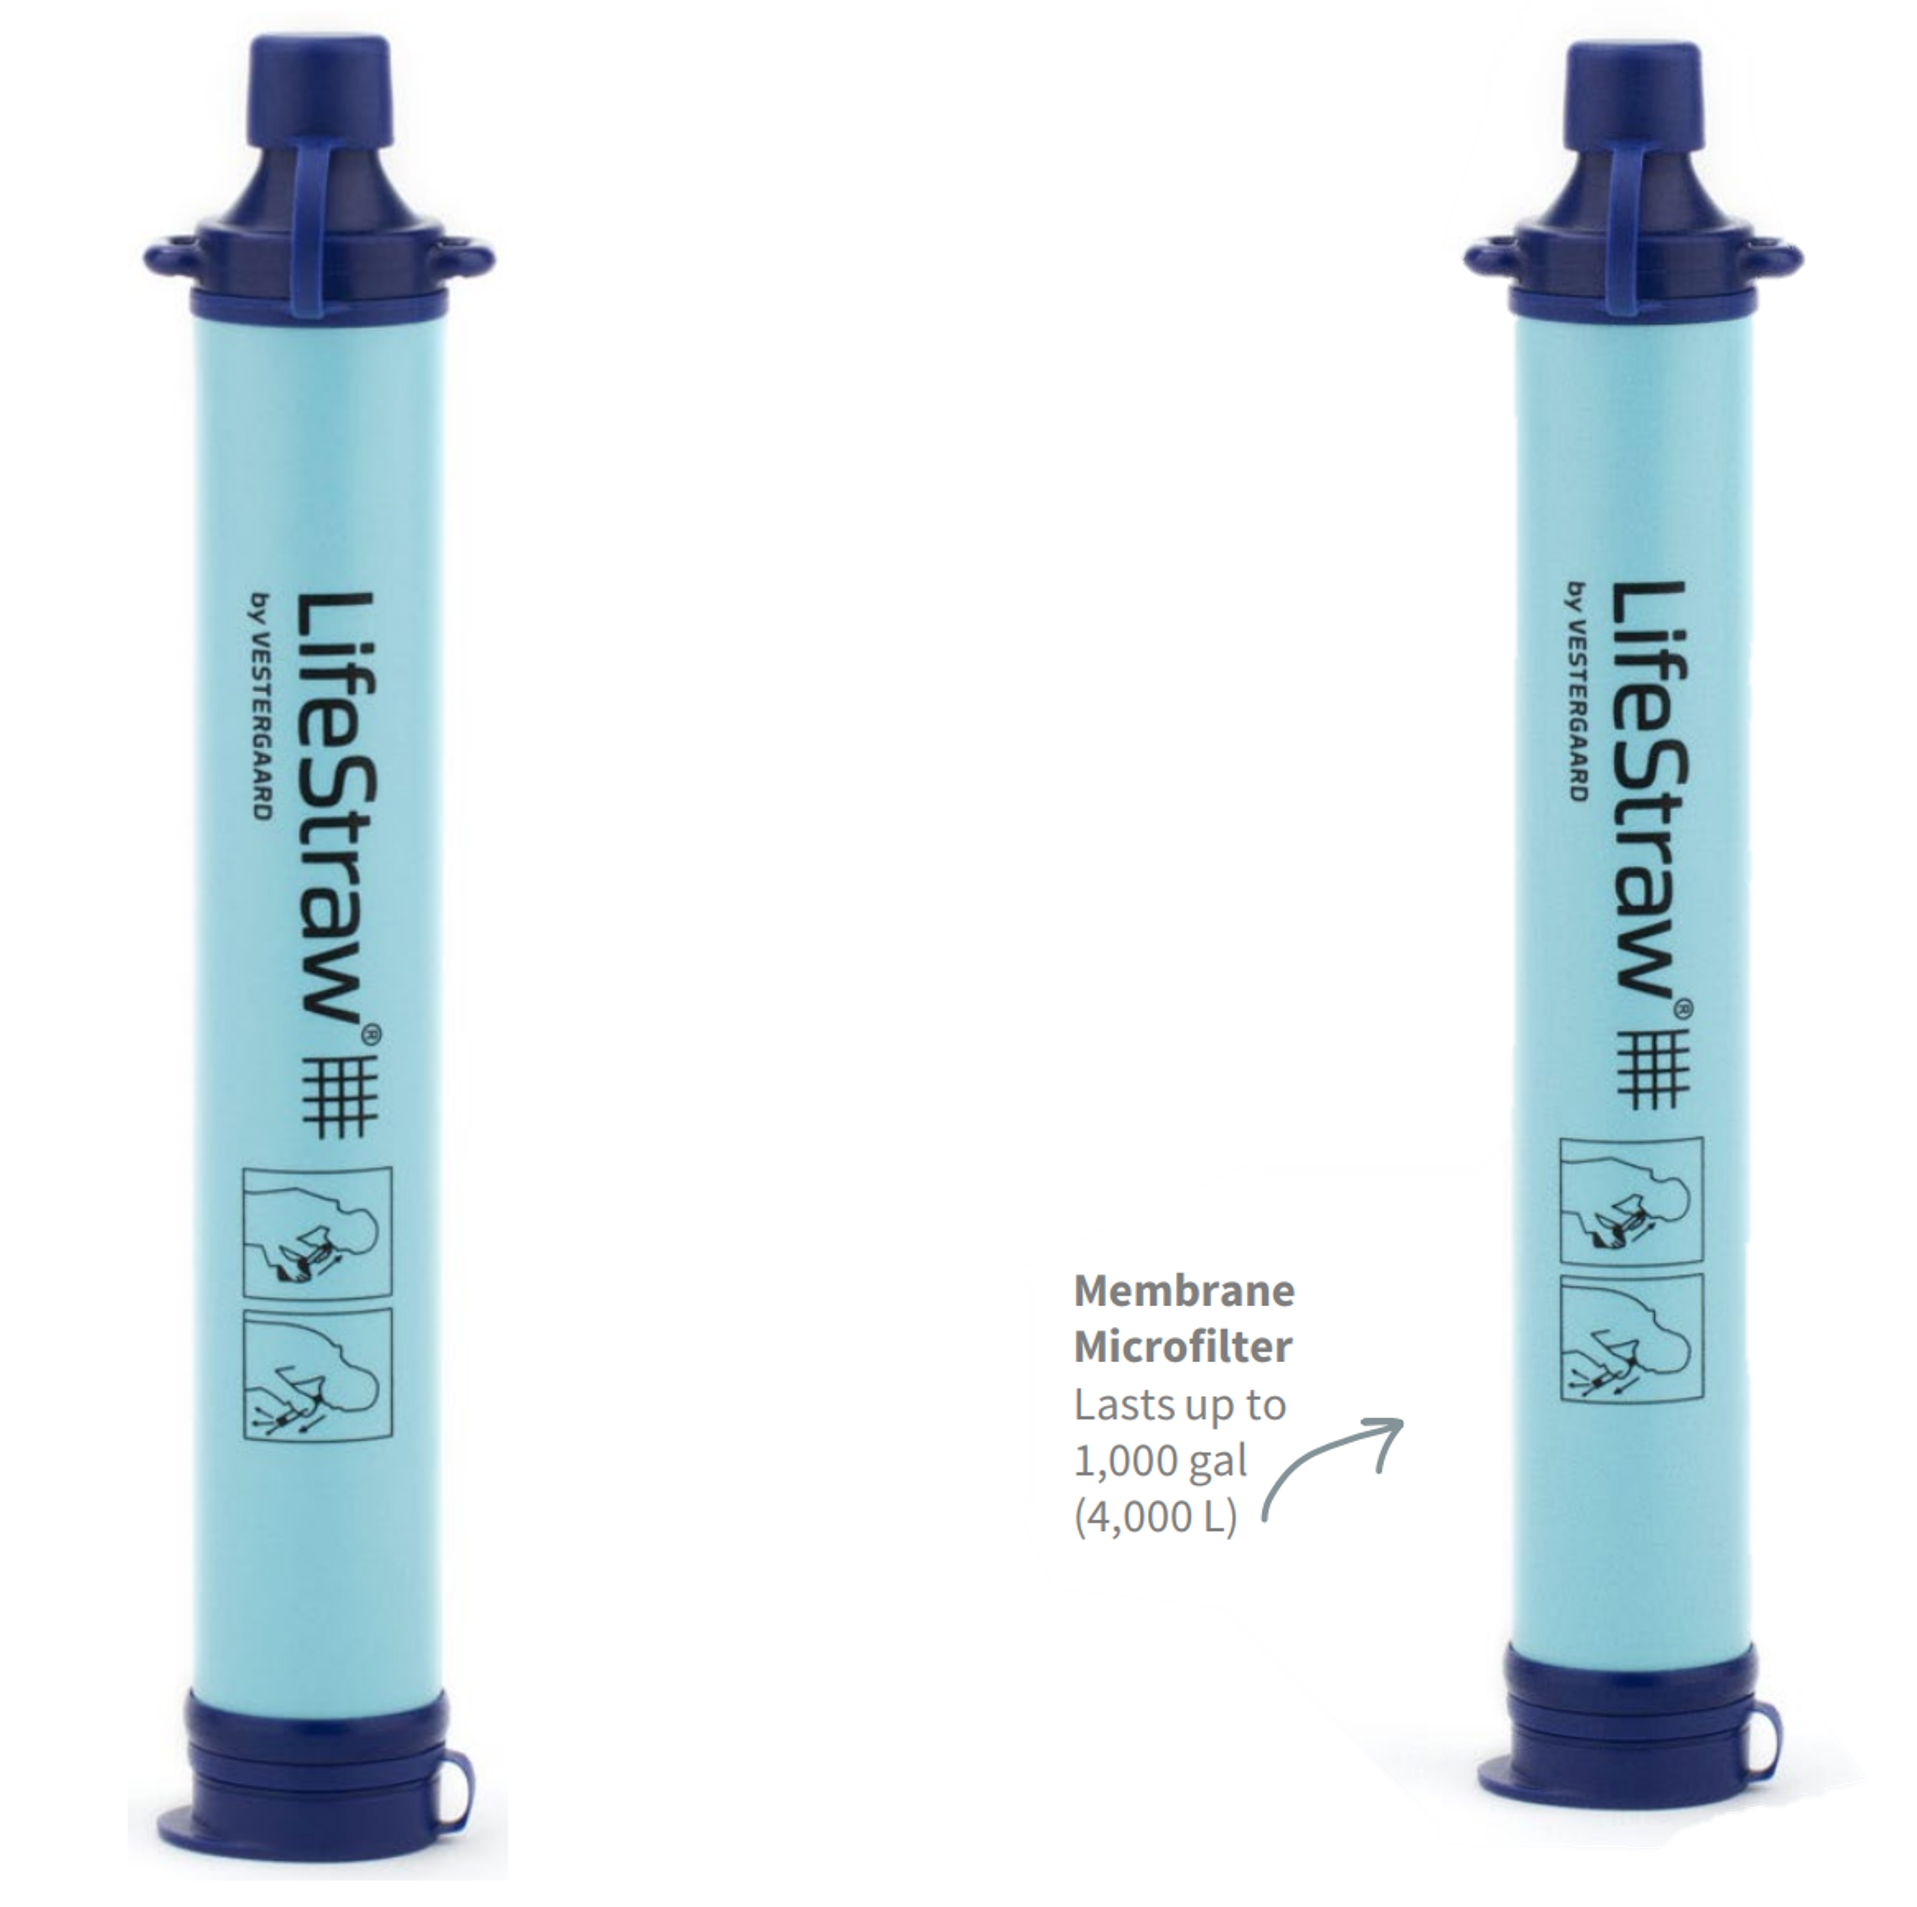 LifeStraw®
by VESTERGAARD
Membrane
Microfilter
Lasts up to
1,000 gal
(4,000 L)
LifeStraw®
by VESTERGAARD